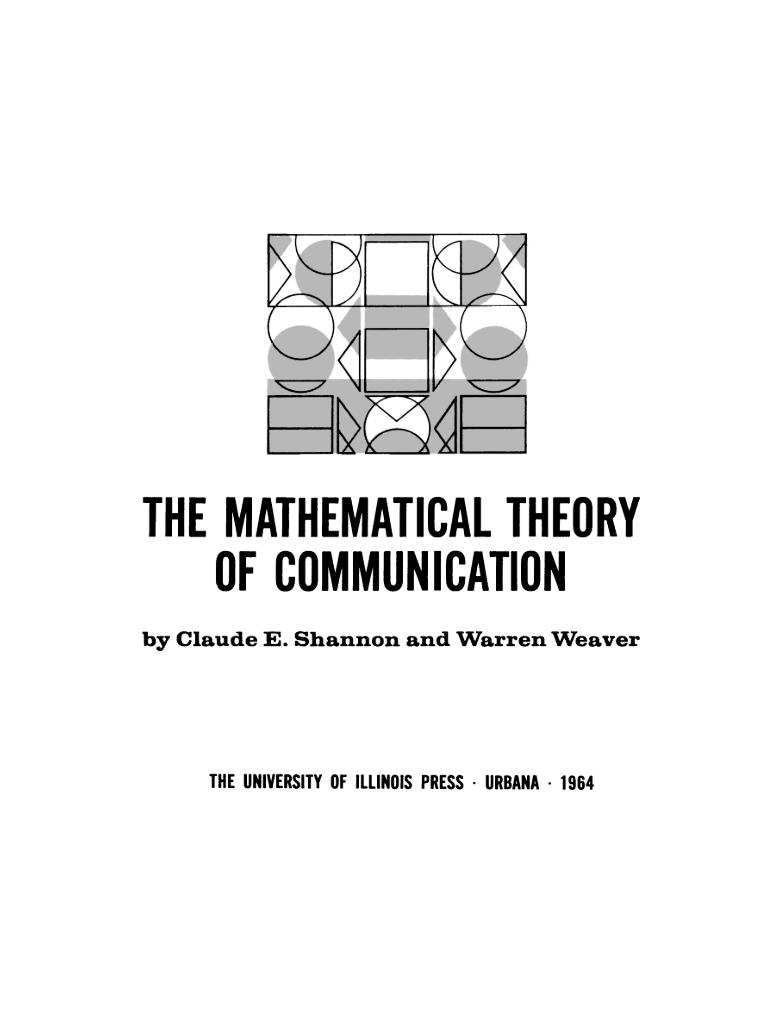 THE MATHEMATICAL THEORY
OF COMMUNICATION
by Claude E. Shannon and Warren Weaver
THE UNIVERSITY OF ILLINOIS PRESS · URBANA · 1964